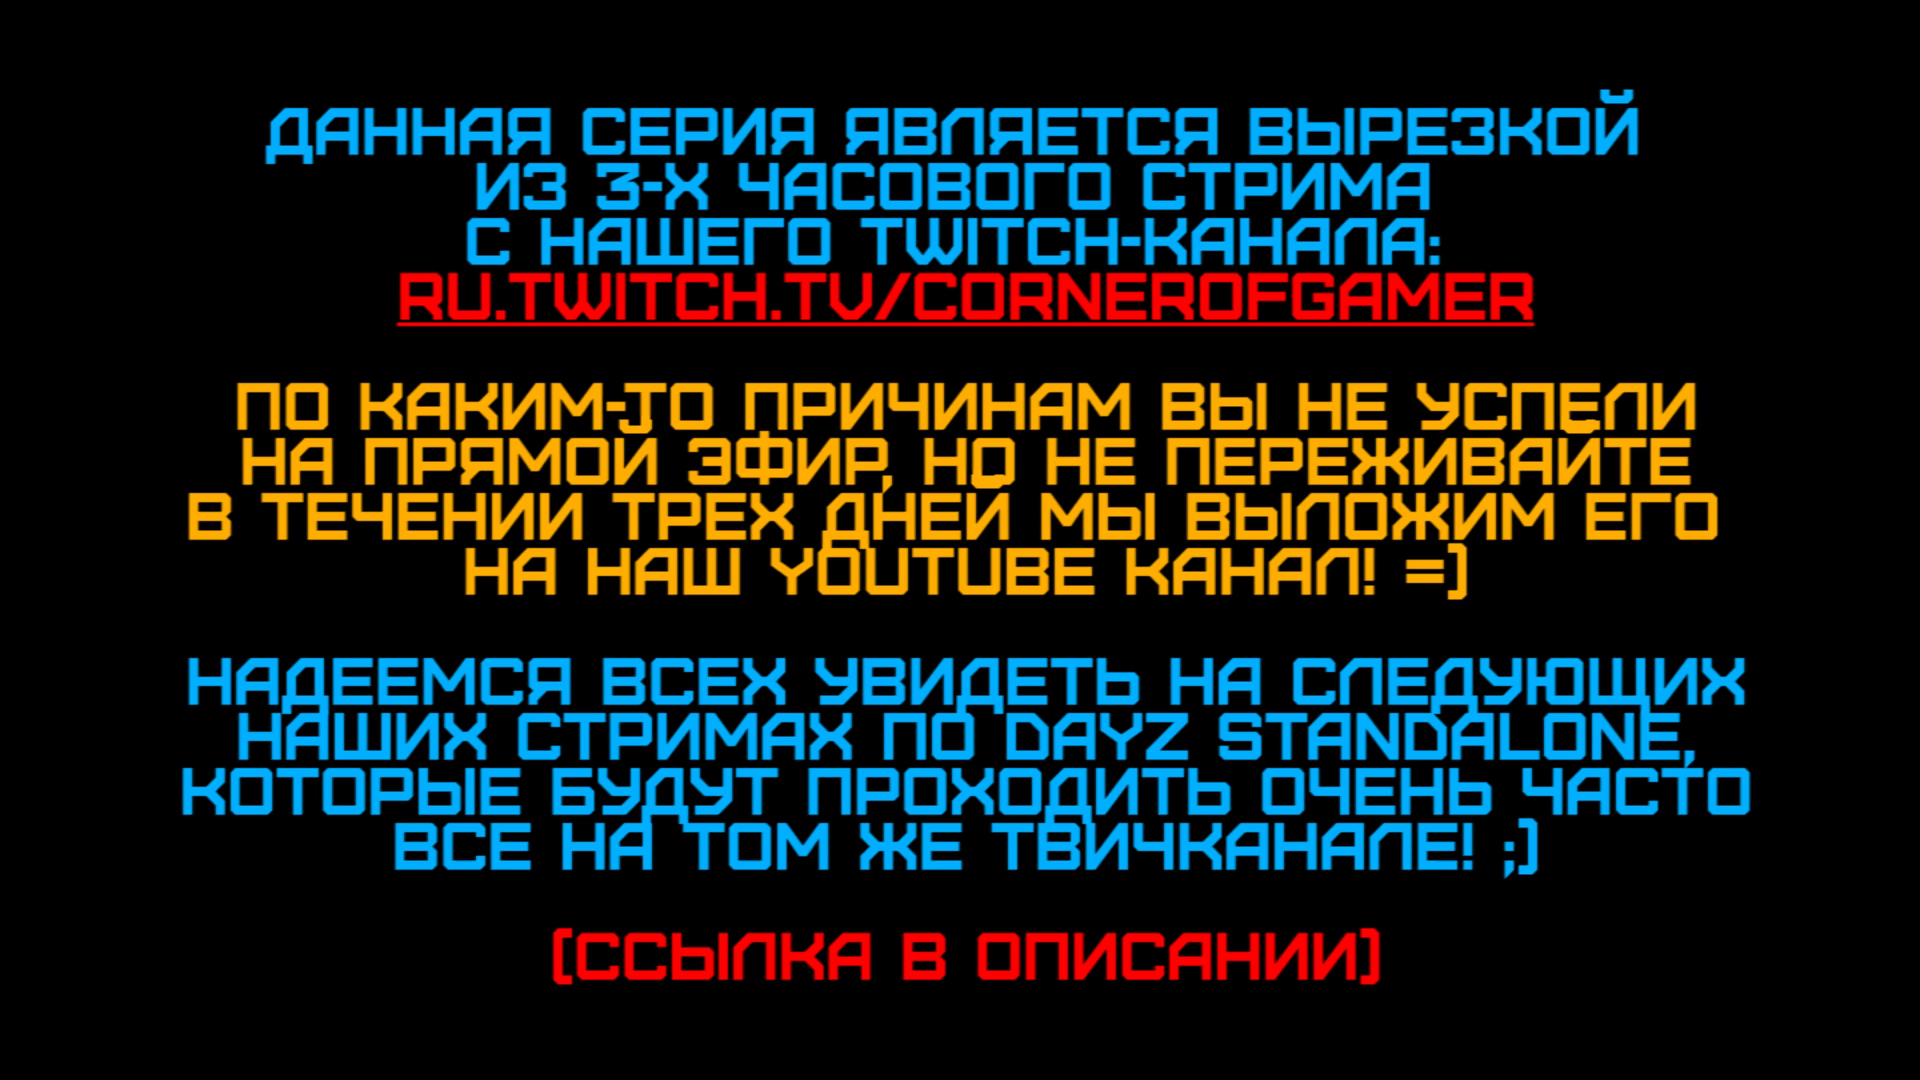 ДАННАЯ СЕРИЯ ЯВЛЯЕТСЯ ВЫРЕЗКОЙ
ИЗ 3-Х ЧАСОВОГО СТРИМА
С НАШЕГО TWITCH-КАНАЛА:
RU.TWITCH.TV/CORNEROFGAMER
ПО КАКИМ-ТО ПРИЧИНАМ ВЫ НЕ УСПЕЛИ
НА ПРЯМОЙ ЭФИР, НО НЕ ПЕРЕЖИВАЙТЕ
В ТЕЧЕНИИ ТРЕХ ДНЕЙ МЫ ВЫЛОЖИМ ЕГО
НА НАШ YOUTUBE КАНАЛ! =)
НАДЕЕМСЯ ВСЕХ УВИДЕТЬ НА СЛЕДУЮЩИХ
НАШИХ СТРИМАХ ПО DAYZ STANDALONE,
КОТОРЫЕ БУДУТ ПРОХОДИТЬ ОЧЕНЬ ЧАСТО
ВСЕ НА ТОМ ЖЕ ТВИЧКАНАЛЕ! ;)
(ССЫЛКА В ОПИСАНИИ)